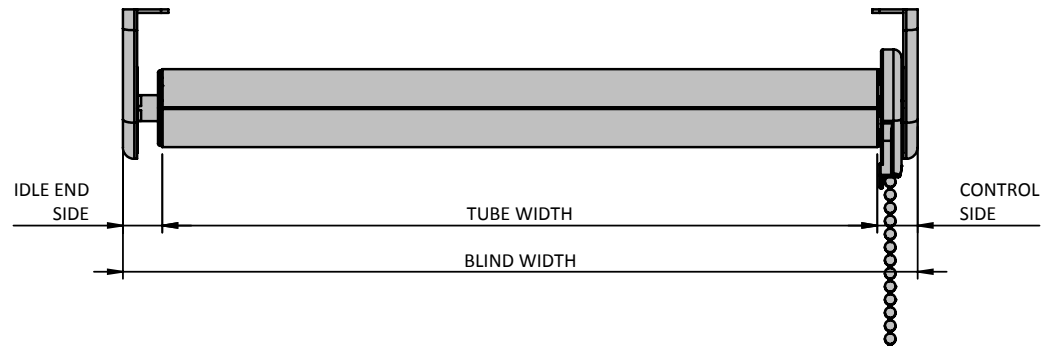 IDLE END
SIDE
TUBE WIDTH
CONTROL
SIDE
BLIND WIDTH